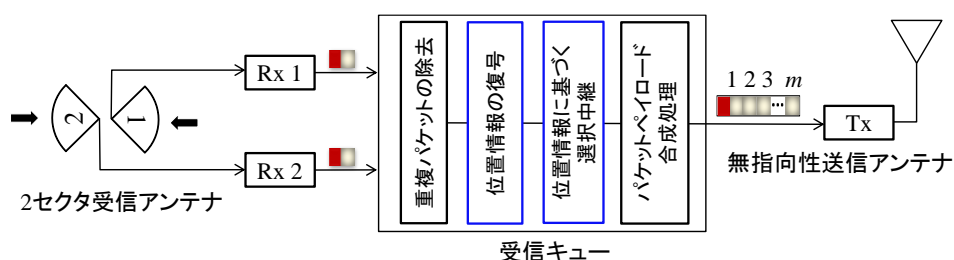 Rx 1
Rx 2
2
1
2セクタ受信アンテナ
重複パケットの除去
位置情報の復号
位置情報に基づく
選択中継
パケットペイロード
合成処理
受信キュー
1 2 3 m
...
Tx
無指向性送信アンテナ